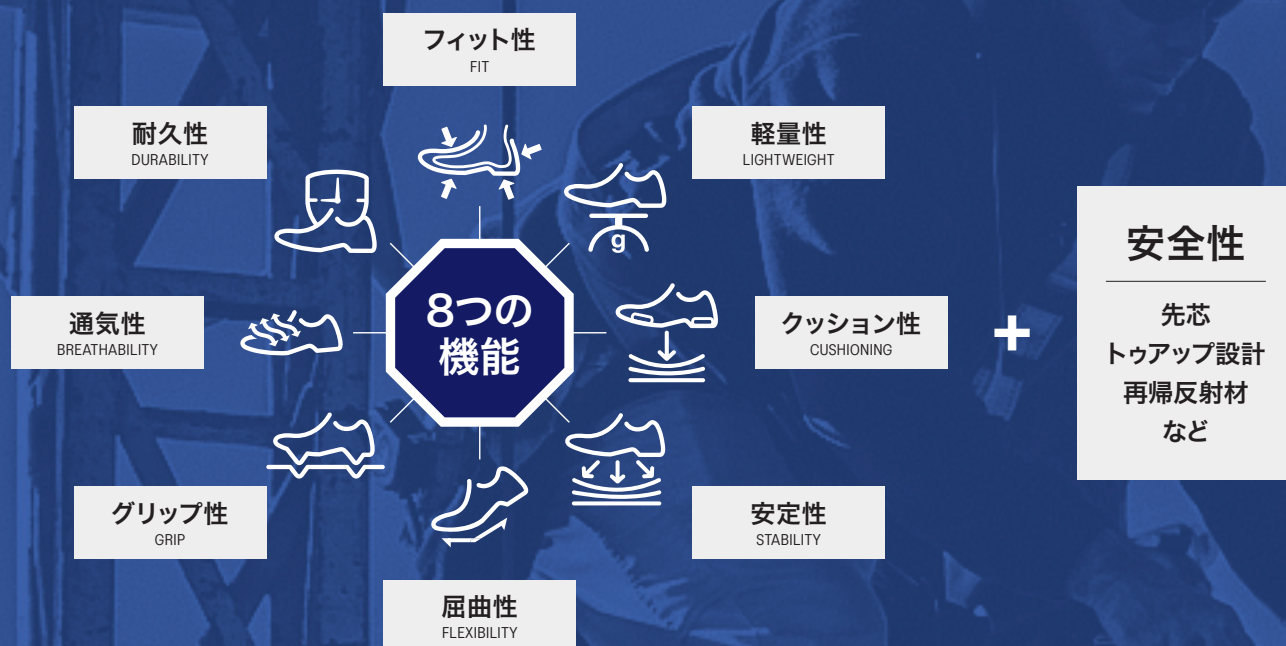 フィット性
FIT
軽量性
LIGHTWEIGHT
クッション性
CUSHIONING
安定性
STABILITY
屈曲性
FLEXIBILITY
グリップ性
GRIP
通気性
BREATHABILITY
耐久性
DURABILITY
g
8つの
機能
+
安全性
先芯
トゥアップ設計
再帰反射材
など